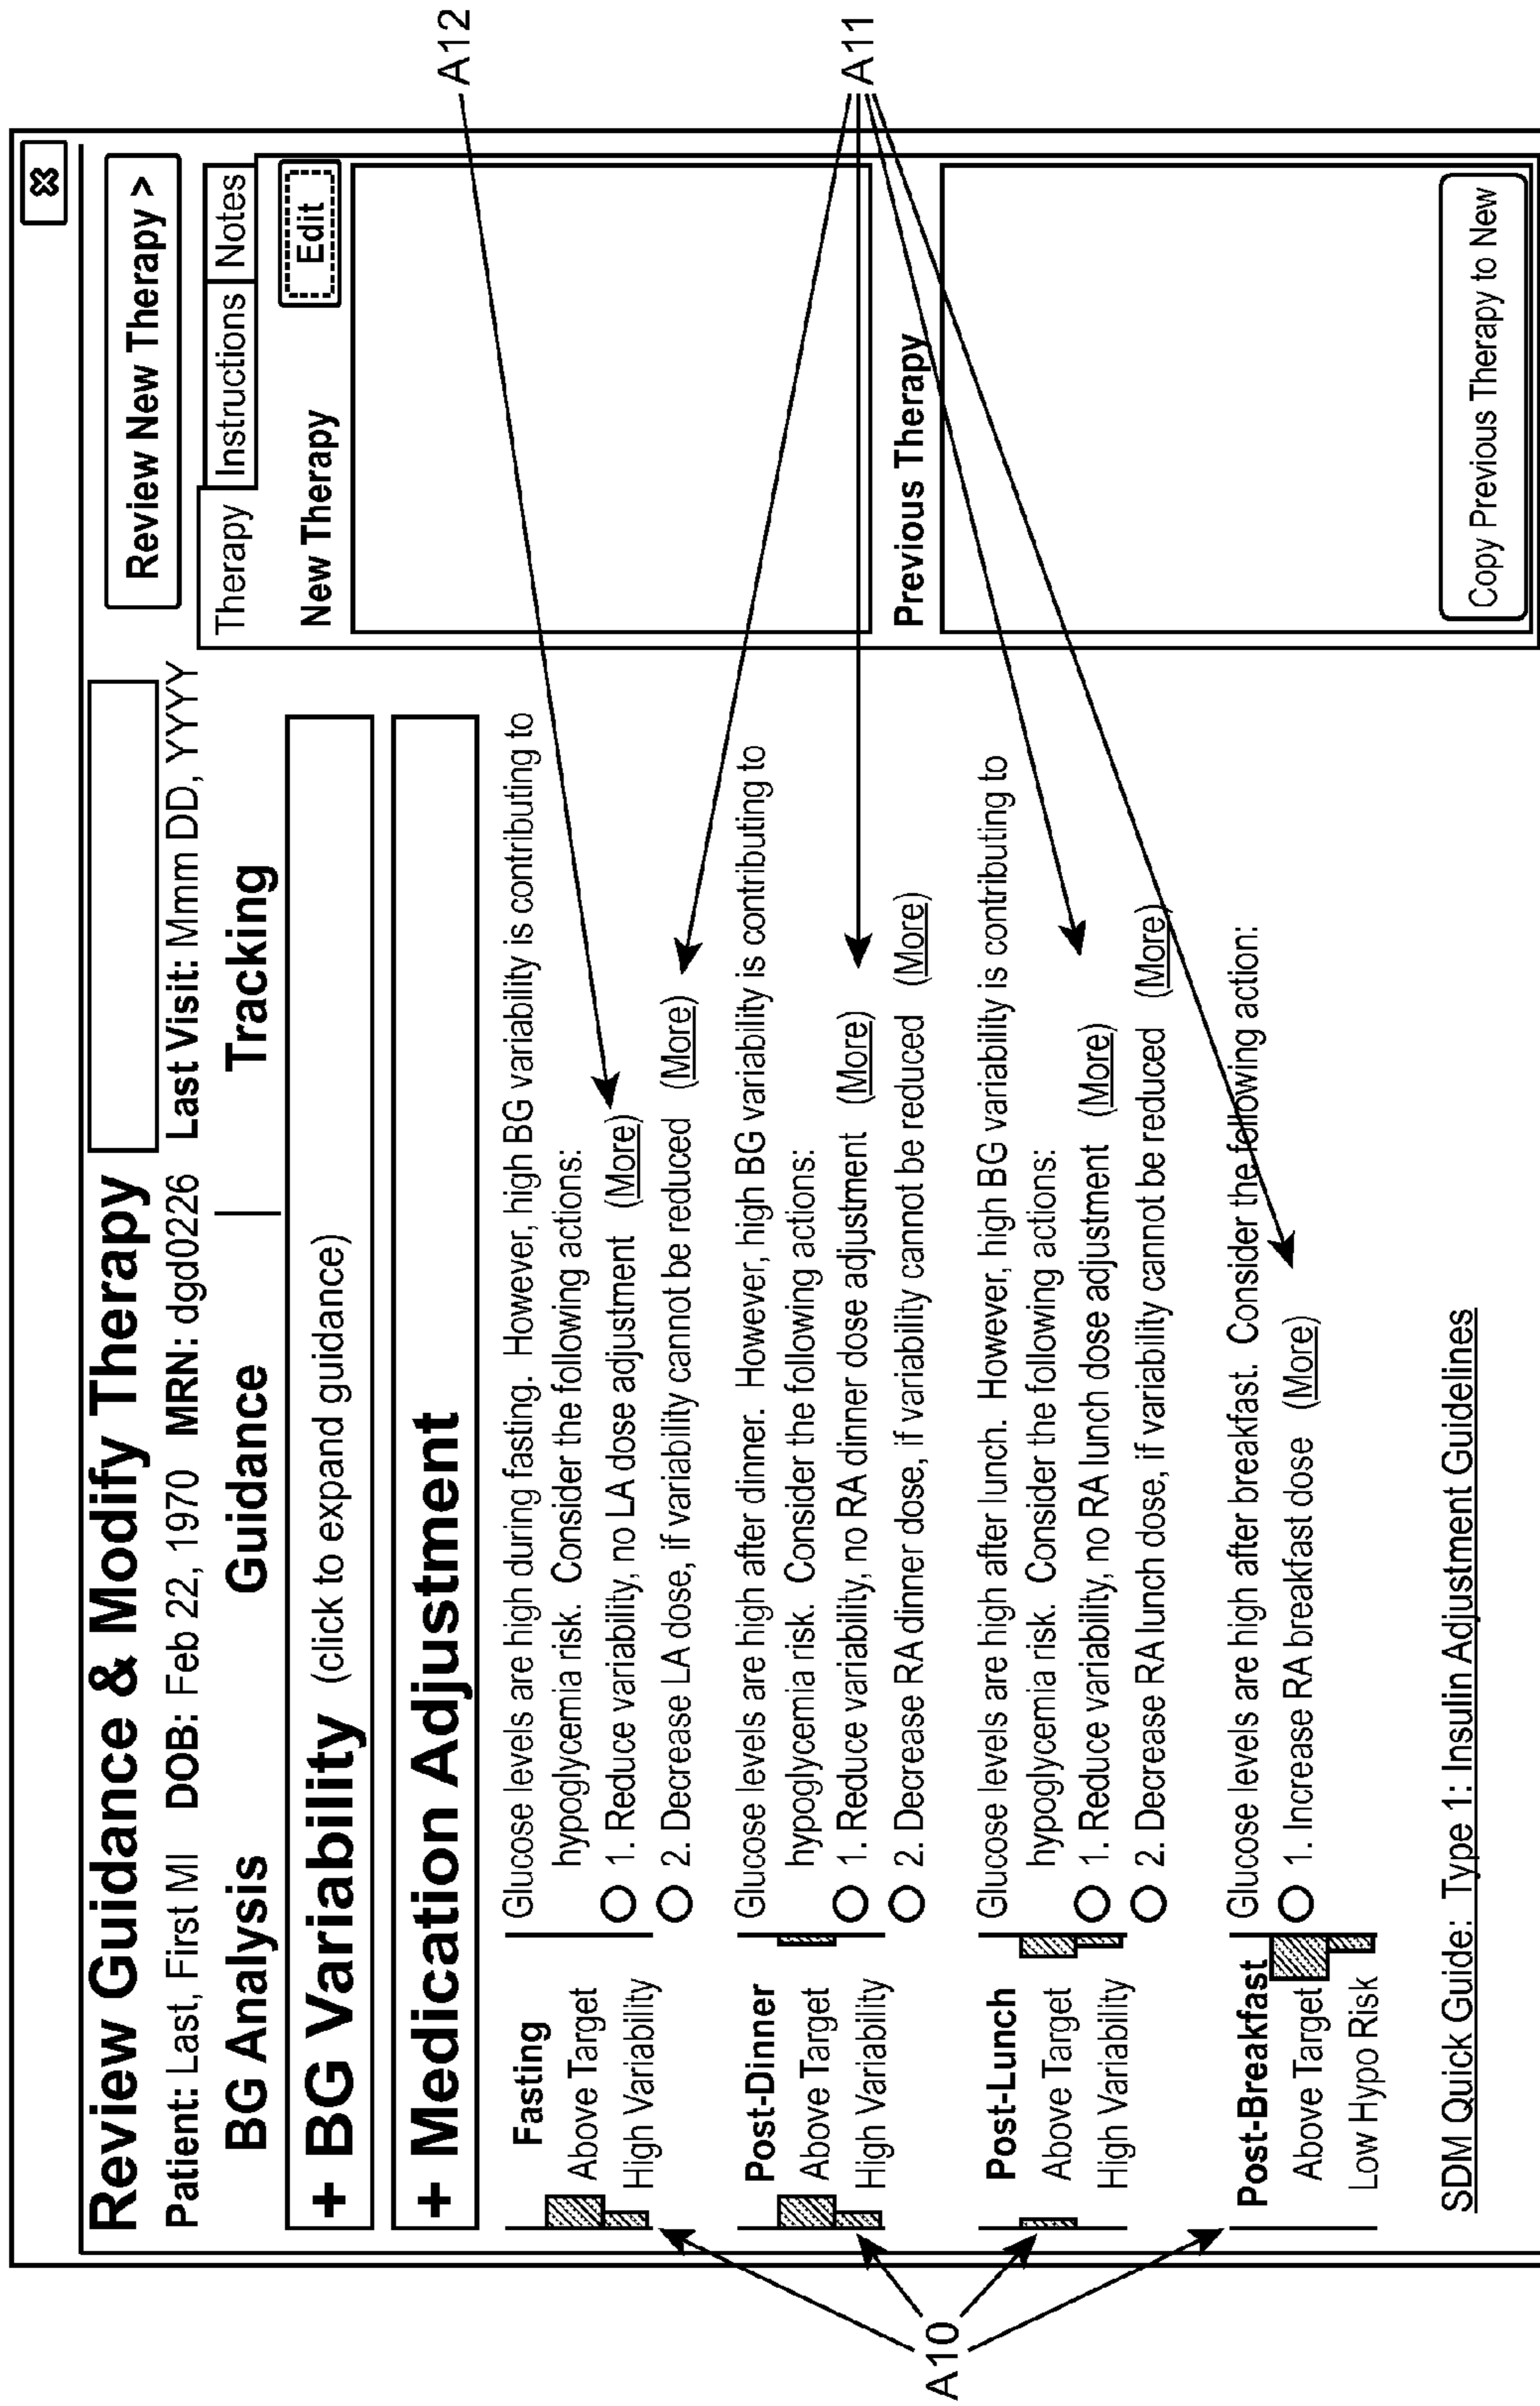 Review Guidance & Modify Therapy
Review New Therapy >
Patient: Last, First MI DOB: Feb 22, 1970 MRN: dgd0226 Last Visit: Mmm DD, YYYY
BG Analysis Guidance Tracking
Therapy Instructions Notes
+ BG Variability (click to expand guidance)
New Therapy Edit
+ Medication Adjustment
A12
Fasting
Above Target
High Variability
Glucose levels are high during fasting. However, high BG variability is contributing to
hypoglycemia risk. Consider the following actions:
1. Reduce variability, no LA dose adjustment (More)
2. Decrease LA dose, if variability cannot be reduced (More)
Post-Dinner
Above Target
High Variability
Glucose levels are high after dinner. However, high BG variability is contributing to
hypoglycemia risk. Consider the following actions:
1. Reduce variability, no RA dinner dose adjustment (More)
2. Decrease RA dinner dose, if variability cannot be reduced (More)
A11
A10
Previous Therapy
Post-Lunch
Above Target
High Variability
Glucose levels are high after lunch. However, high BG variability is contributing to
hypoglycemia risk. Consider the following actions:
1. Reduce variability, no RA lunch dose adjustment (More)
2. Decrease RA lunch dose, if variability cannot be reduced (More)
Post-Breakfast
Above Target
Low Hypo Risk
Glucose levels are high after breakfast. Consider the following action:
1. Increase RA breakfast dose (More)
SDM Quick Guide: Type 1: Insulin Adjustment Guidelines
Copy Previous Therapy to New